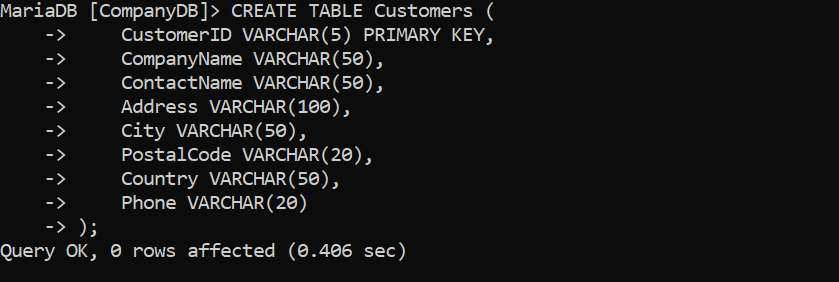 MariaDB [CompanyDB]> CREATE TABLE Customers (
    ->     CustomerID VARCHAR(5) PRIMARY KEY,
    ->     CompanyName VARCHAR(50),
    ->     ContactName VARCHAR(50),
    ->     Address VARCHAR(100),
    ->     City VARCHAR(50),
    ->     PostalCode VARCHAR(20),
    ->     Country VARCHAR(50),
    ->     Phone VARCHAR(20)
    -> );
Query OK, 0 rows affected (0.406 sec)